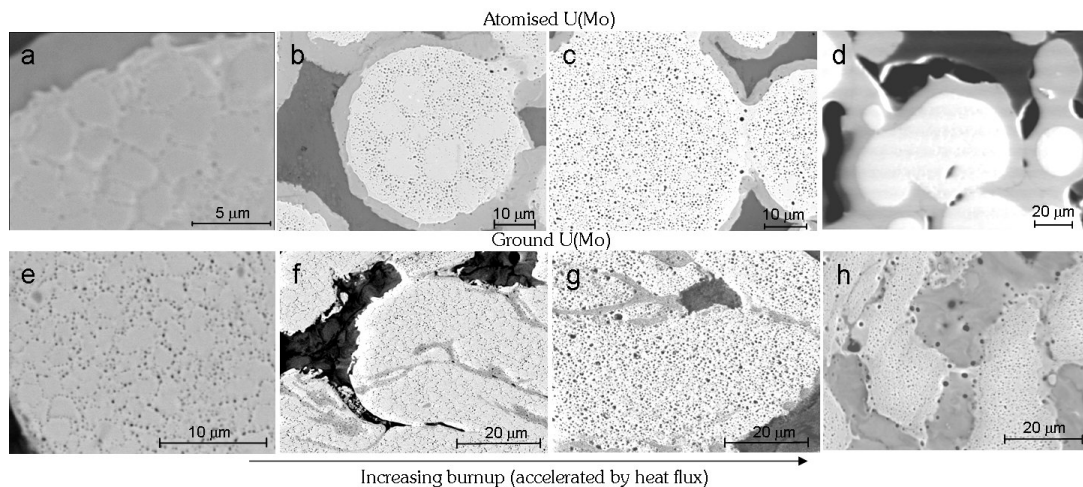 Atomised U(Mo)
a
b
c
d
5 µm
10 µm
10 µm
20 µm
Ground U(Mo)
e
f
g
h
10 µm
20 µm
20 µm
20 µm
Increasing burnup (accelerated by heat flux)